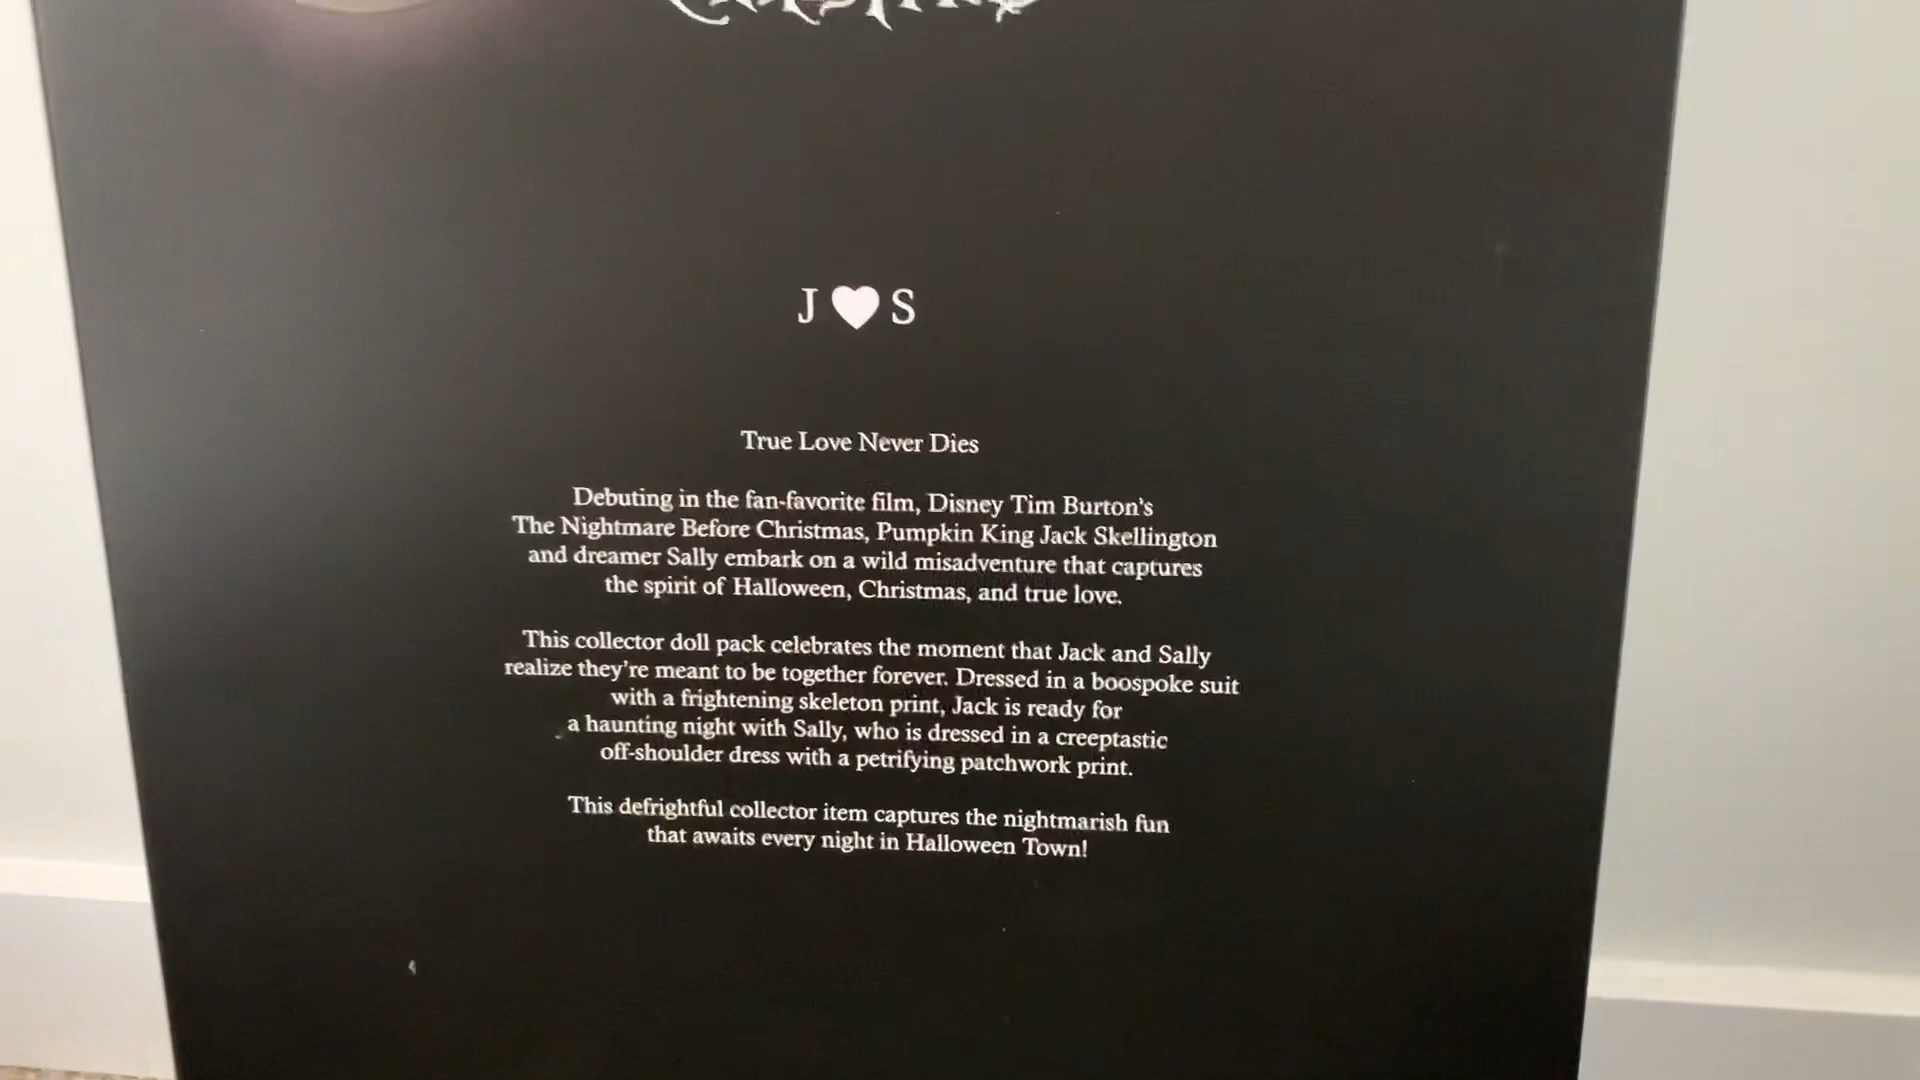 J ♥ S
True Love Never Dies
Debuting in the fan-favorite film, Disney Tim Burton's
The Nightmare Before Christmas, Pumpkin King Jack Skellington
and dreamer Sally embark on a wild misadventure that captures
the spirit of Halloween, Christmas, and true love.
This collector doll pack celebrates the moment that Jack and Sally
realize they're meant to be together forever. Dressed in a boospoke suit
with a frightening skeleton print, Jack is ready for
a haunting night with Sally, who is dressed in a creeptastic
off-shoulder dress with a petrifying patchwork print.
This defrightful collector item captures the nightmarish fun
that awaits every night in Halloween Town!